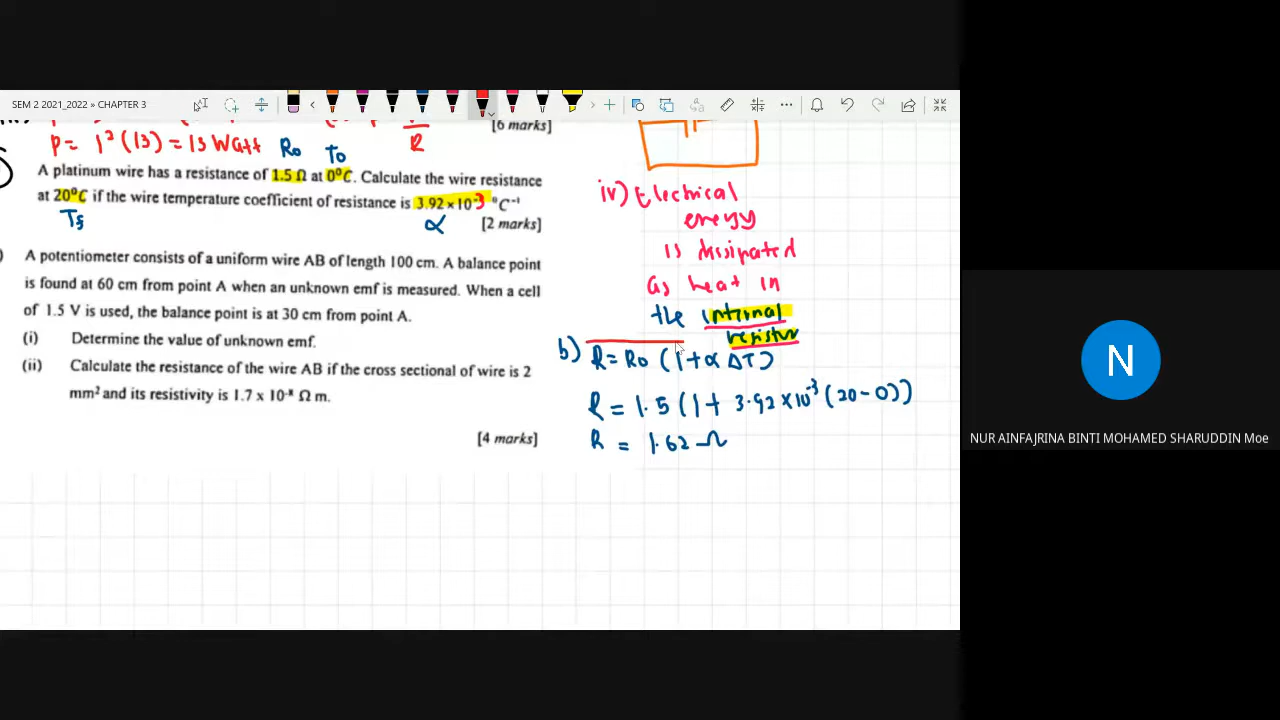 SEM 2 2021_2022 » CHAPTER 3
[6 marks]
P = 1² (13) = 13 Watt
R
Ro
To
A platinum wire has a resistance of 1.5 Ω at 0°C. Calculate the wire resistance
at 20°C if the wire temperature coefficient of resistance is 3.92 × 10⁻³ °C⁻¹
Tf
α
[2 marks]
A potentiometer consists of a uniform wire AB of length 100 cm. A balance point
is found at 60 cm from point A when an unknown emf is measured. When a cell
of 1.5 V is used, the balance point is at 30 cm from point A.
(i) Determine the value of unknown emf.
(ii) Calculate the resistance of the wire AB if the cross sectional of wire is 2
mm² and its resistivity is 1.7 x 10⁻⁸ Ω m.
[4 marks]
iv) Electrical
energy
is dissipated
as heat in
the internal
resistor
b) R = Ro (1 + α ΔT)
R = 1.5 (1 + 3.92 × 10⁻³ (20 - 0))
R = 1.62 Ω
N
NUR AINFAJRINA BINTI MOHAMED SHARUDDIN Moe